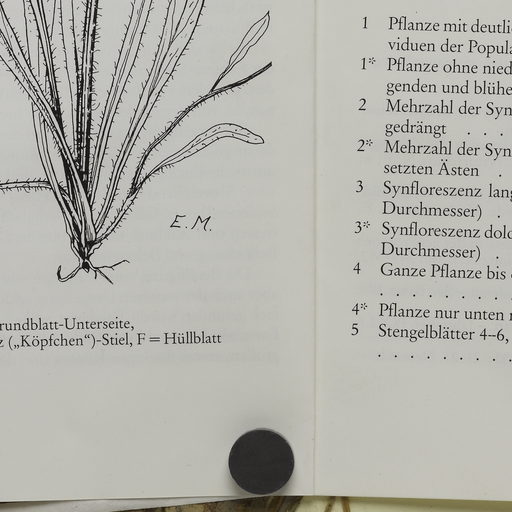 E. M.
rundblatt-Unterseite,
z („Köpfchen“)-Stiel, F = Hüllblatt
1 Pflanze mit deutli
viduen der Popula
1* Pflanze ohne nied
genden und blühe
2 Mehrzahl der Syn
gedrängt . . .
2* Mehrzahl der Syn
setzten Ästen .
3 Synfloreszenz lang
Durchmesser) .
3* Synfloreszenz dold
Durchmesser) .
4 Ganze Pflanze bis
. . . . . . . . . .
4* Pflanze nur unten
5 Stengelblätter 4–6,
. . . . . . . . . .